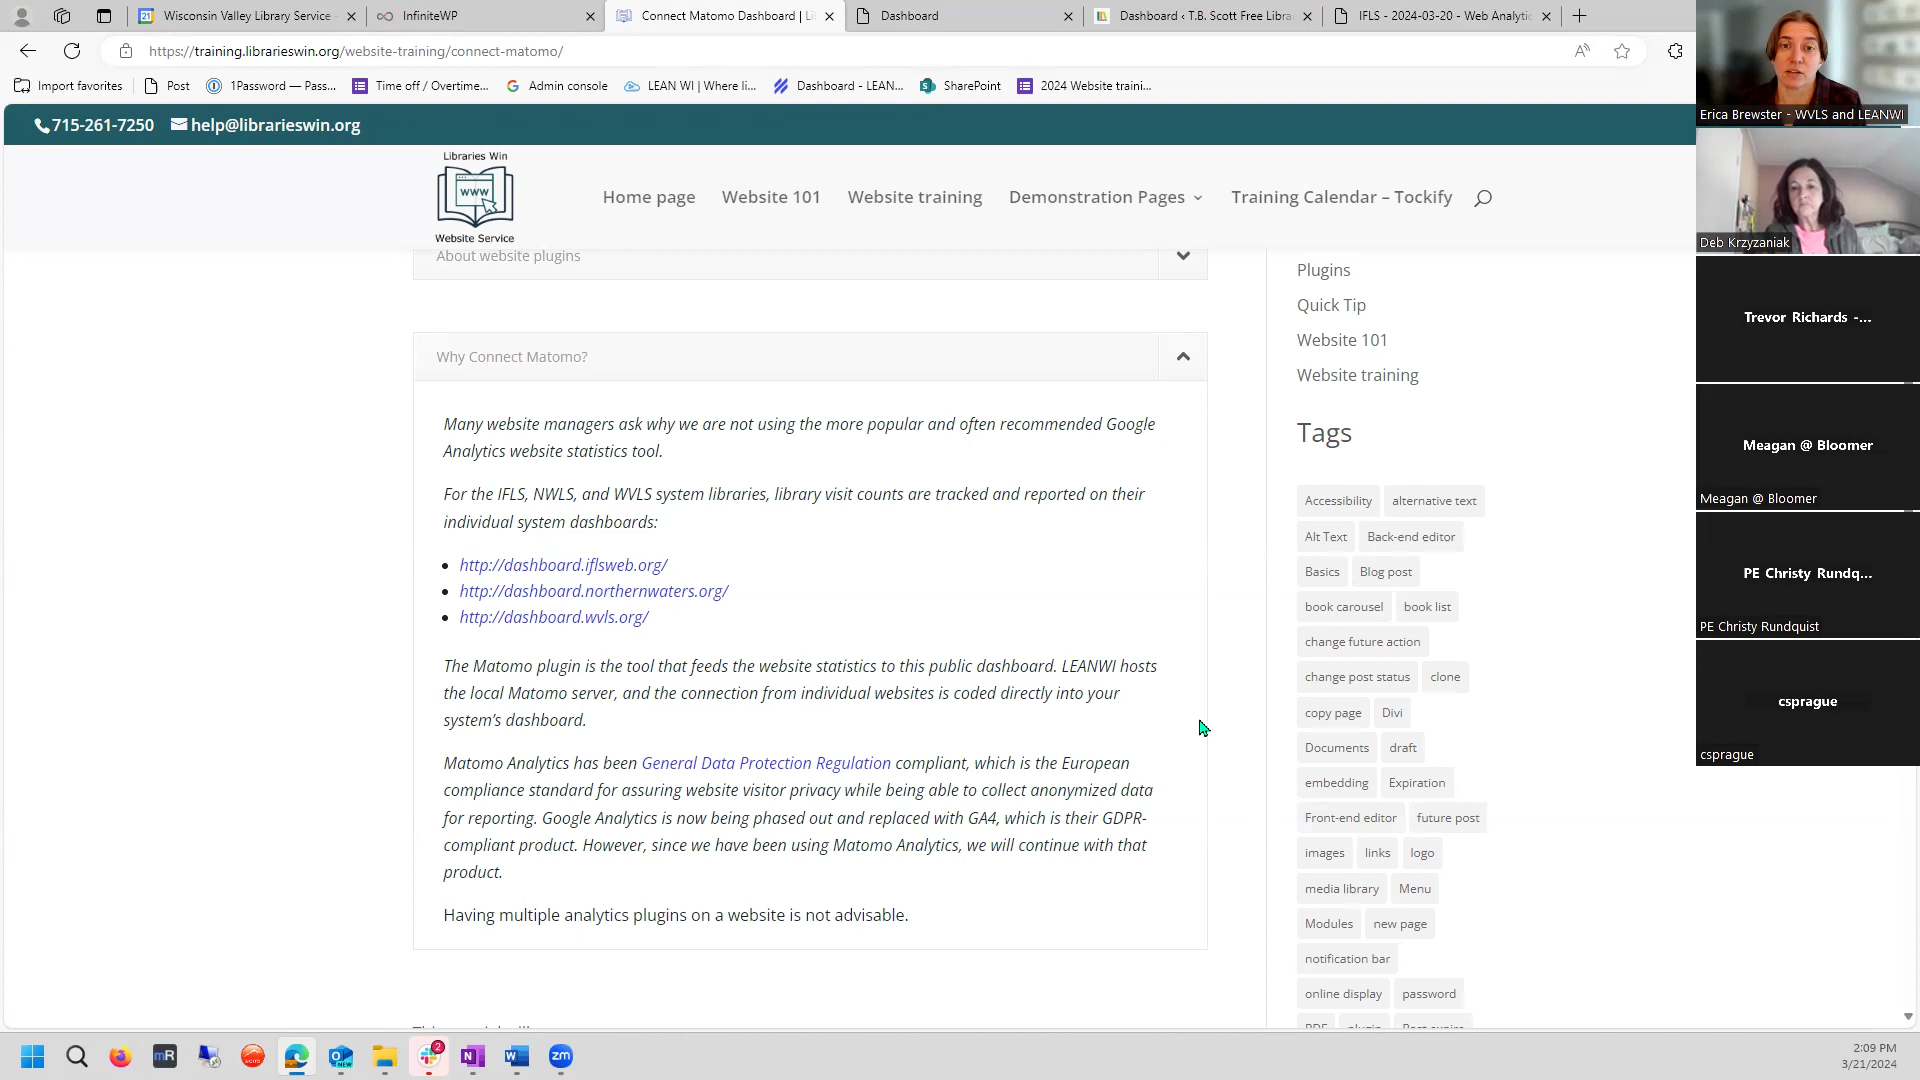 Wisconsin Valley Library Service
InfiniteWP
Connect Matomo Dashboard | Li
Dashboard
Dashboard ‹ T.B. Scott Free Libra
IFLS - 2024-03-20 - Web Analytic
https://training.librarieswin.org/website-training/connect-matomo/
Import favorites
Post
1Password — Pass...
Time off / Overtime...
Admin console
LEAN WI | Where li...
Dashboard - LEAN...
SharePoint
2024 Website traini...
715-261-7250
help@librarieswin.org
Libraries Win
WWW
Website Service
Home page
Website 101
Website training
Demonstration Pages
Training Calendar – Tockify
About website plugins
Why Connect Matomo?
Many website managers ask why we are not using the more popular and often recommended Google
Analytics website statistics tool.
For the IFLS, NWLS, and WVLS system libraries, library visit counts are tracked and reported on their
individual system dashboards:
http://dashboard.iflsweb.org/
http://dashboard.northernwaters.org/
http://dashboard.wvls.org/
The Matomo plugin is the tool that feeds the website statistics to this public dashboard. LEANWI hosts
the local Matomo server, and the connection from individual websites is coded directly into your
system's dashboard.
Matomo Analytics has been General Data Protection Regulation compliant, which is the European
compliance standard for assuring website visitor privacy while being able to collect anonymized data
for reporting. Google Analytics is now being phased out and replaced with GA4, which is their GDPR-
compliant product. However, since we have been using Matomo Analytics, we will continue with that
product.
Having multiple analytics plugins on a website is not advisable.
Plugins
Quick Tip
Website 101
Website training
Tags
Accessibility
alternative text
Alt Text
Back-end editor
Basics
Blog post
book carousel
book list
change future action
change post status
clone
copy page
Divi
Documents
draft
embedding
Expiration
Front-end editor
future post
images
links
logo
media library
Menu
Modules
new page
notification bar
online display
password
PDF
plugin
Post expire
Erica Brewster - WVLS and LEANWI
Deb Krzyzaniak
Trevor Richards -...
Meagan @ Bloomer
Meagan @ Bloomer
PE Christy Rundq...
PE Christy Rundquist
csprague
csprague
2:09 PM
3/21/2024